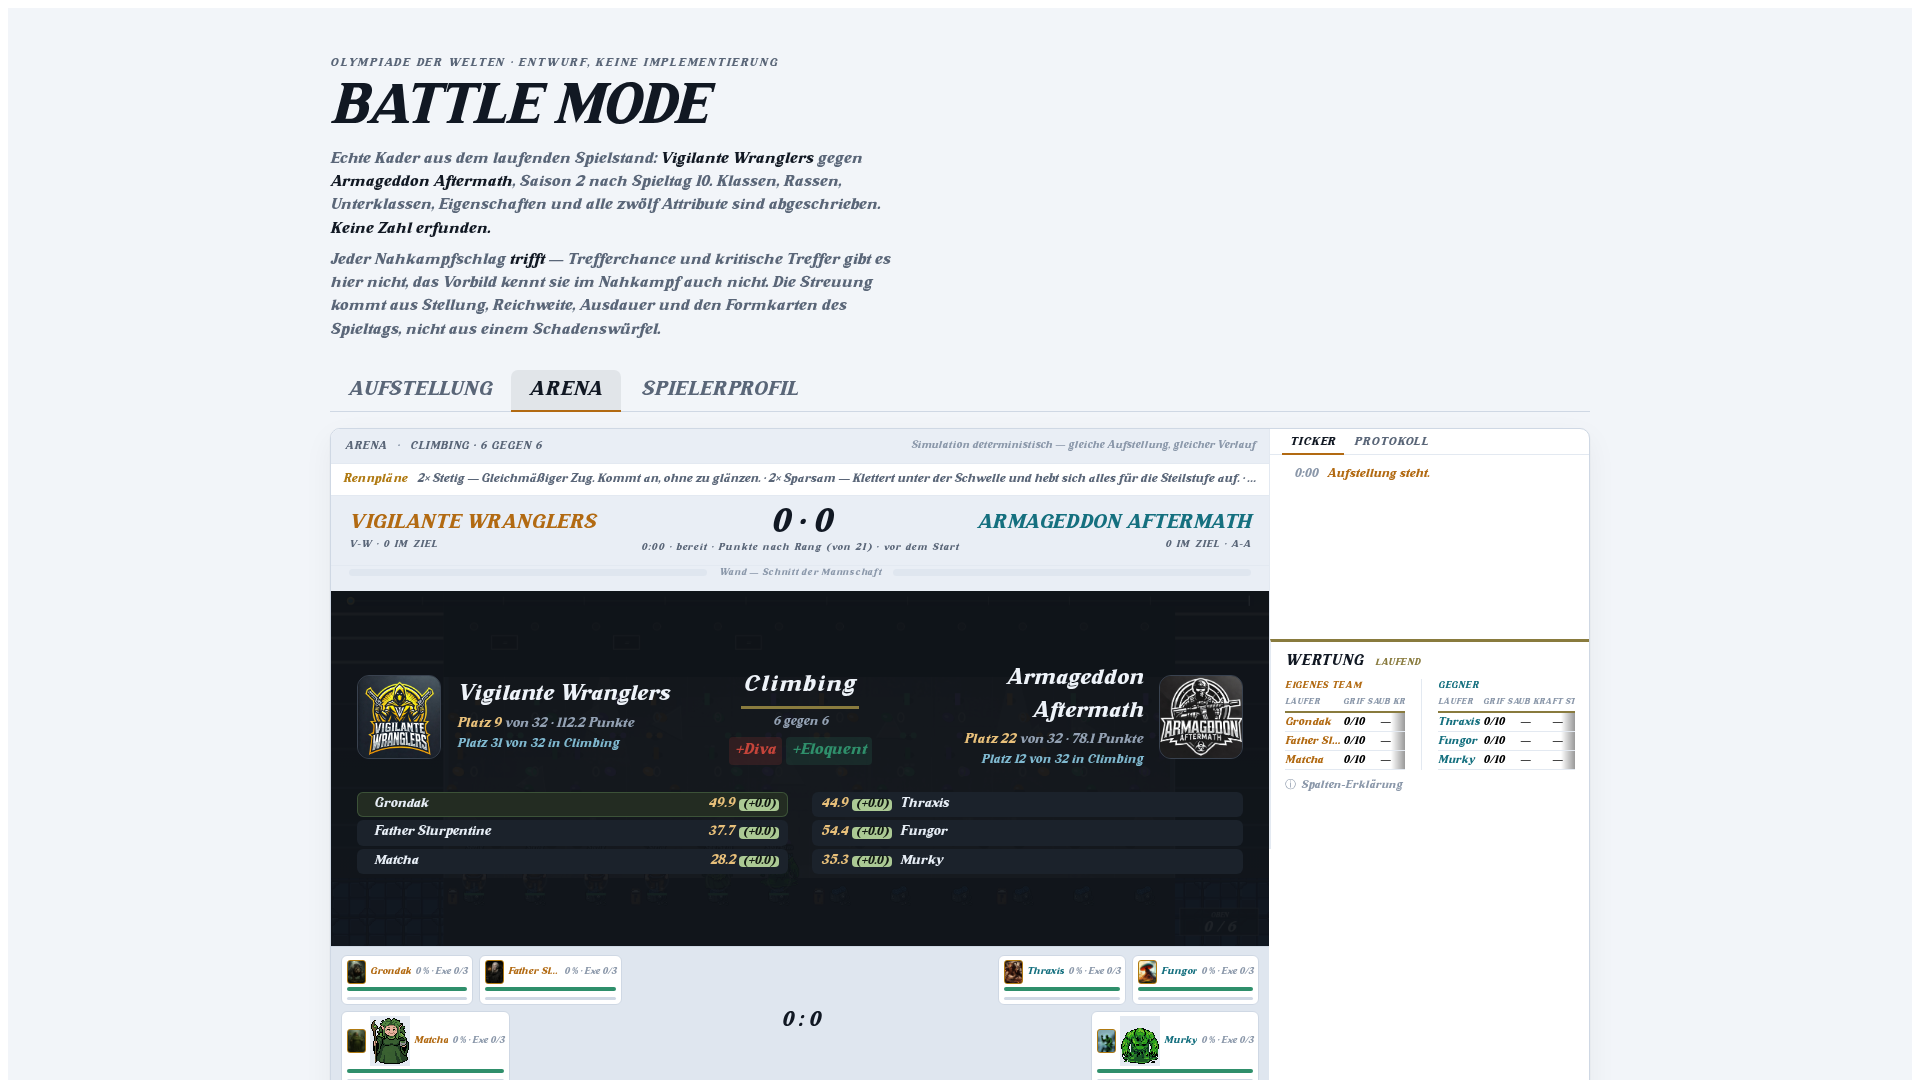 OLYMPIADE DER WELTEN · ENTWURF, KEINE IMPLEMENTIERUNG
BATTLE MODE
Echte Kader aus dem laufenden Spielstand: Vigilante Wranglers gegen
Armageddon Aftermath, Saison 2 nach Spieltag 10. Klassen, Rassen,
Unterklassen, Eigenschaften und alle zwölf Attribute sind abgeschrieben.
Keine Zahl erfunden.
Jeder Nahkampfschlag trifft — Trefferchance und kritische Treffer gibt es
hier nicht, das Vorbild kennt sie im Nahkampf auch nicht. Die Streuung
kommt aus Stellung, Reichweite, Ausdauer und den Formkarten des
Spieltags, nicht aus einem Schadenswürfel.
AUFSTELLUNG ARENA SPIELERPROFIL
ARENA · CLIMBING · 6 GEGEN 6
Simulation deterministisch — gleiche Aufstellung, gleicher Verlauf
Rennpläne 2× Stetig — Gleichmäßiger Zug. Kommt an, ohne zu glänzen. · 2× Sparsam — Klettert unter der Schwelle und hebt sich alles für die Steilstufe auf. · ...
VIGILANTE WRANGLERS
V-W · 0 IM ZIEL
0 · 0
0:00 · bereit · Punkte nach Rang (von 21) · vor dem Start
ARMAGEDDON AFTERMATH
0 IM ZIEL · A-A
Wand — Schnitt der Mannschaft
VIGILANTE
WRANGLERS
Vigilante Wranglers
Platz 9 von 32 · 112.2 Punkte
Platz 31 von 32 in Climbing
Climbing
6 gegen 6
+Diva +Eloquent
Armageddon
Aftermath
Platz 22 von 32 · 78.1 Punkte
Platz 12 von 32 in Climbing
ARMAGEDDON
AFTERMATH
Grondak 49.9 (+0.0)
44.9 (+0.0) Thraxis
Father Slurpentine 37.7 (+0.0)
54.4 (+0.0) Fungor
Matcha 28.2 (+0.0)
35.3 (+0.0) Murky
0 / 6
Grondak 0 % · Exe 0/3
Father Sl... 0 % · Exe 0/3
Thraxis 0 % · Exe 0/3
Fungor 0 % · Exe 0/3
0 : 0
Matcha 0 % · Exe 0/3
Murky 0 % · Exe 0/3
TICKER PROTOKOLL
0:00 Aufstellung steht.
WERTUNG LAUFEND
EIGENES TEAM
LÄUFER GRIF SAUB KR
Grondak 0/10 —
Father Sl... 0/10 —
Matcha 0/10 —
GEGNER
LÄUFER GRIF SAUB KRAFT ST
Thraxis 0/10 — —
Fungor 0/10 — —
Murky 0/10 — —
ⓘ Spalten-Erklärung